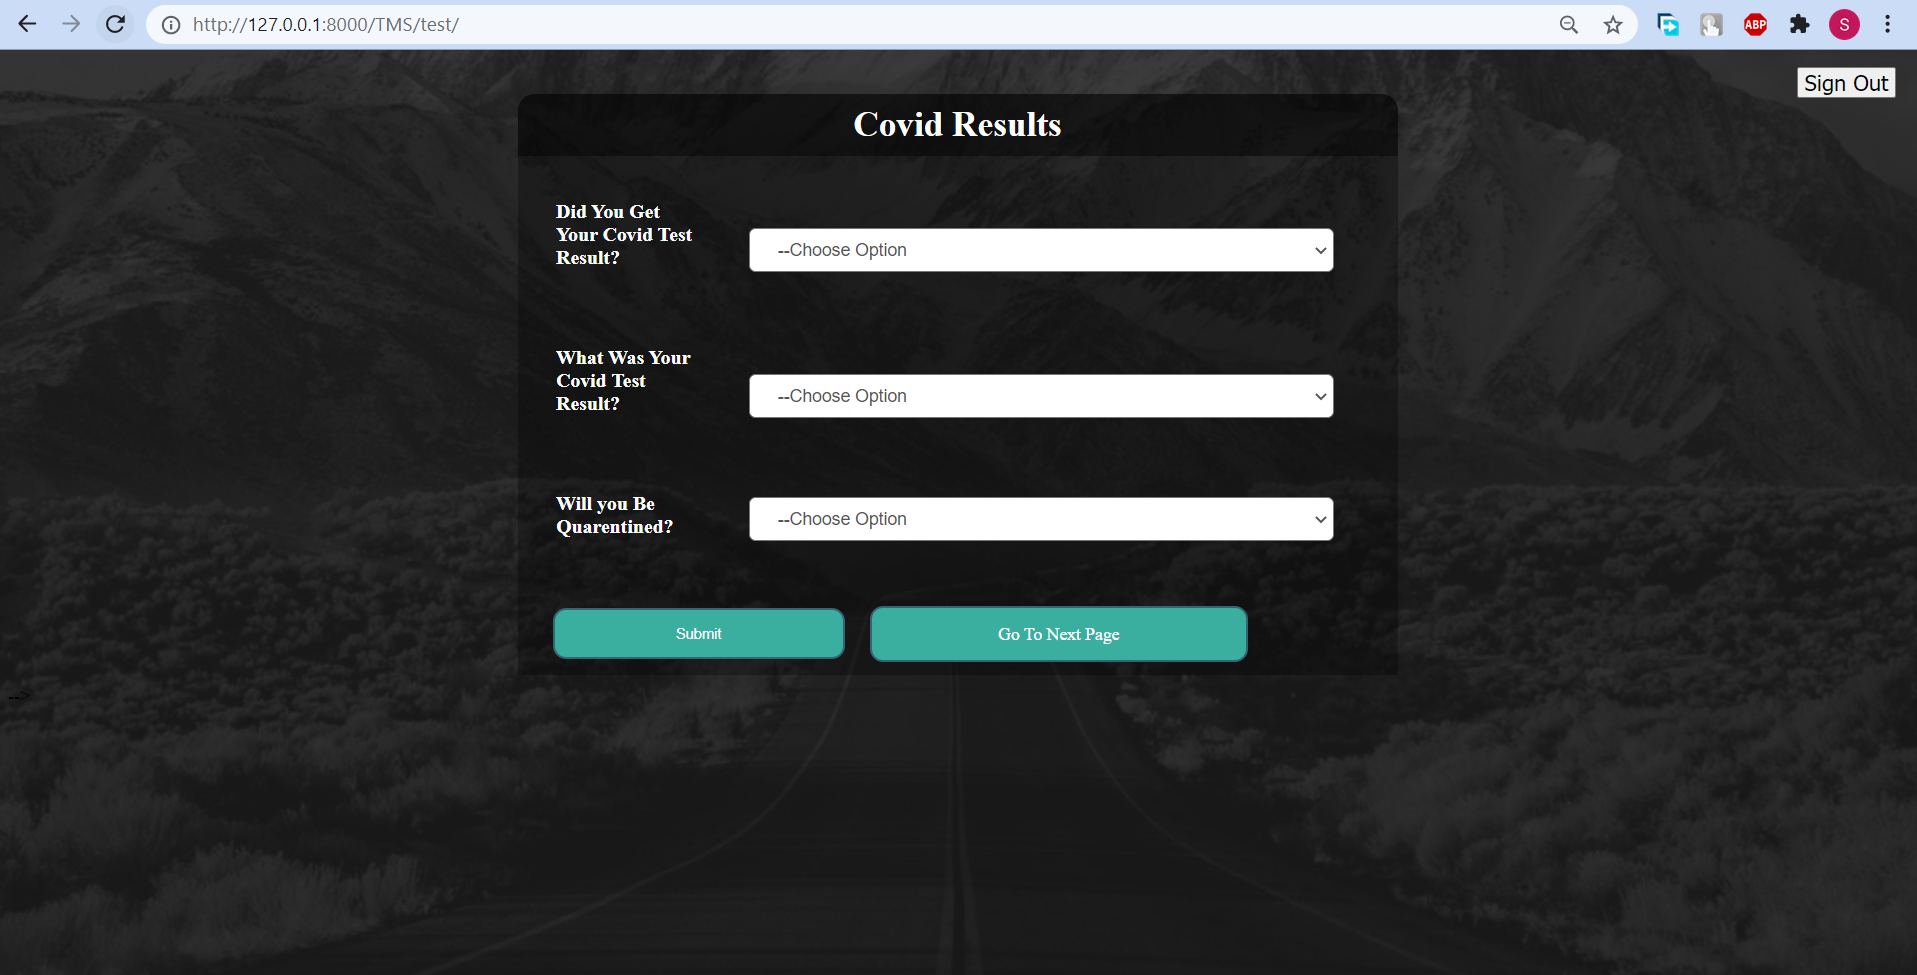 http://127.0.0.1:8000/TMS/test/
ABP
S
Sign Out
Covid Results
Did You Get
Your Covid Test
Result?
--Choose Option
What Was Your
Covid Test
Result?
--Choose Option
Will you Be
Quarentined?
--Choose Option
Submit
Go To Next Page
-->